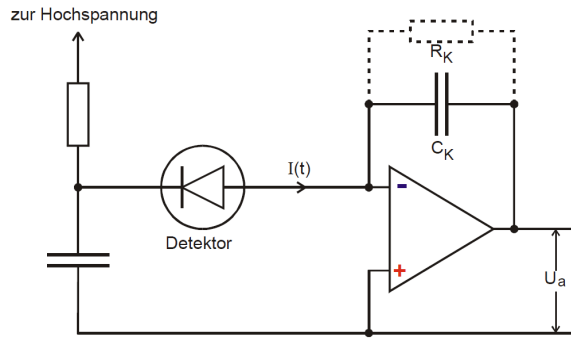 zur Hochspannung
R_K
C_K
I(t)
Detektor
-
+
U_a